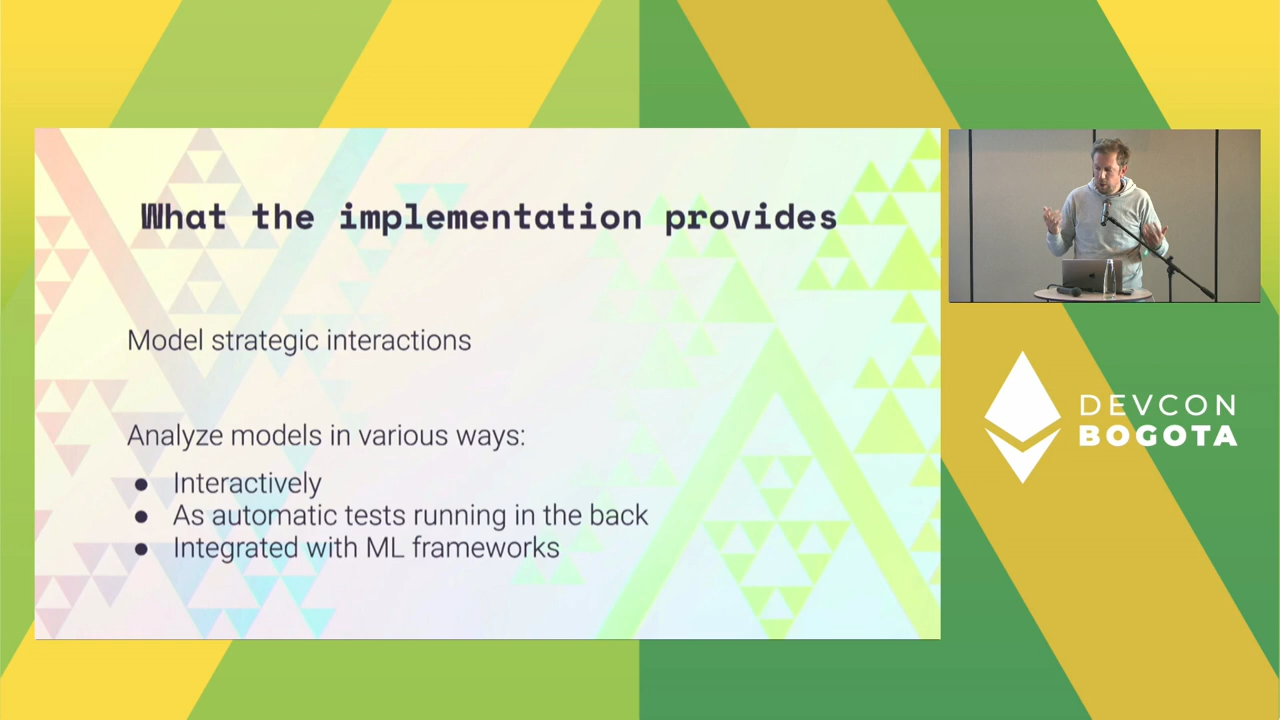 What the implementation provides
Model strategic interactions
Analyze models in various ways:
● Interactively
● As automatic tests running in the back
● Integrated with ML frameworks
DEVCON
BOGOTA